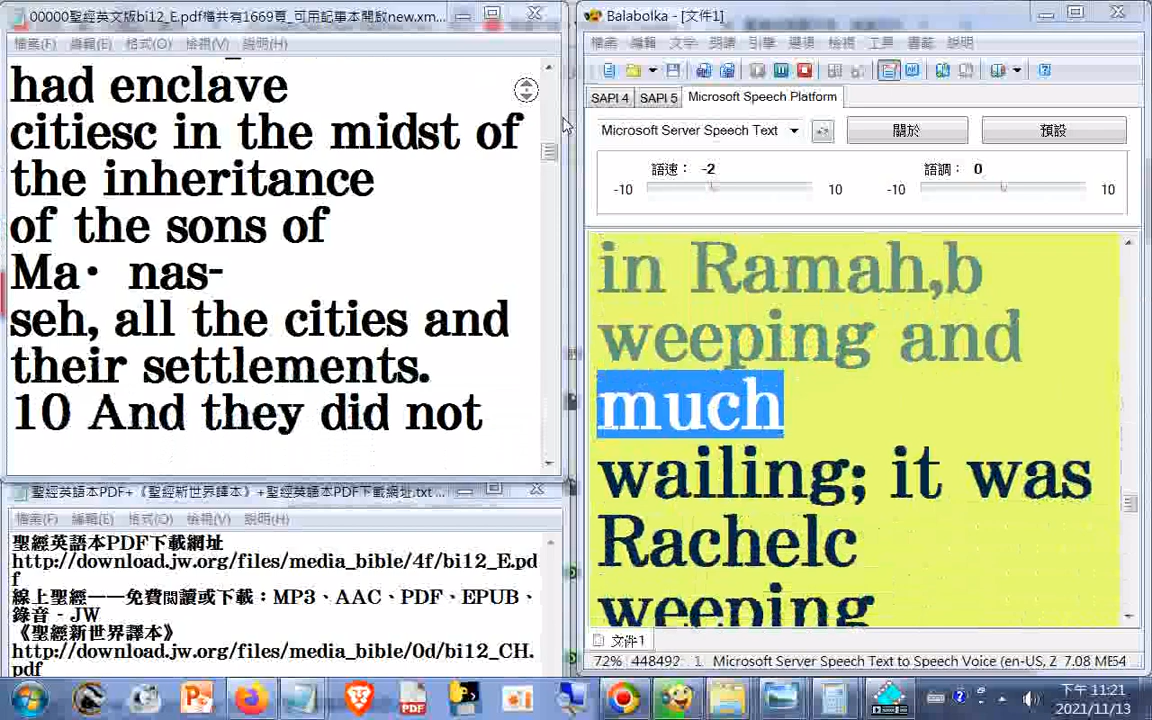 00000聖經英文版bi12_E.pdf檔共有1669頁_可用記事本開啟new.xm...
檔案(F) 編輯(E) 格式(O) 檢視(V) 說明(H)
had enclave
citiesc in the midst of
the inheritance
of the sons of
Ma· nas-
seh, all the cities and
their settlements.
10 And they did not
聖經英語本PDF+《聖經新世界譯本》+聖經英語本PDF下載網址.txt ...
檔案(F) 編輯(E) 格式(O) 檢視(V) 說明(H)
聖經英語本PDF下載網址
http://download.jw.org/files/media_bible/4f/bi12_E.pd
f
線上聖經——免費閱讀或下載：MP3、AAC、PDF、EPUB、
錄音 - JW
《聖經新世界譯本》
http://download.jw.org/files/media_bible/0d/bi12_CH.
pdf
Balabolka - [文件1]
檔案 編輯 文字 朗讀 引擎 選項 檢視 工具 書籤 說明
SAPI 4 SAPI 5 Microsoft Speech Platform
Microsoft Server Speech Text 關於 預設
語速： -2 語調： 0
-10 10 -10 10
in Ramah,b
weeping and
much
wailing; it was
Rachelc
weeping
文件1
72% 448492 1 Microsoft Server Speech Text to Speech Voice (en-US, Z 7.08 ME54
PDF
下午 11:21
2021/11/13